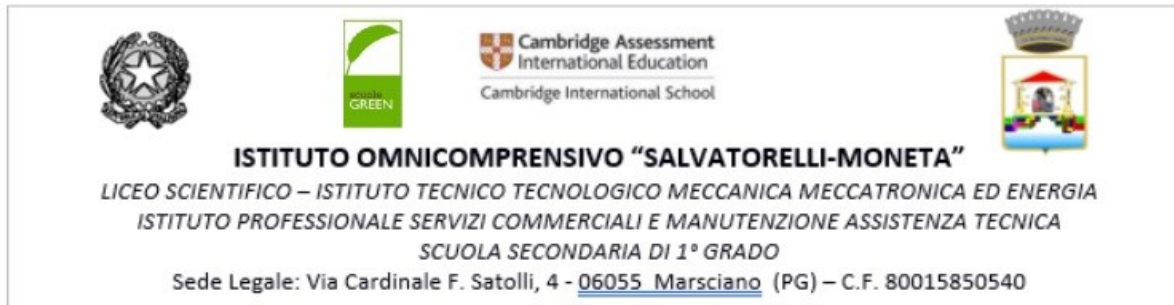 scuole
GREEN
Cambridge Assessment
International Education
Cambridge International School
ISTITUTO OMNICOMPRENSIVO “SALVATORELLI-MONETA”
LICEO SCIENTIFICO – ISTITUTO TECNICO TECNOLOGICO MECCANICA MECCATRONICA ED ENERGIA
ISTITUTO PROFESSIONALE SERVIZI COMMERCIALI E MANUTENZIONE ASSISTENZA TECNICA
SCUOLA SECONDARIA DI 1° GRADO
Sede Legale: Via Cardinale F. Satolli, 4 - 06055 Marsciano (PG) – C.F. 80015850540